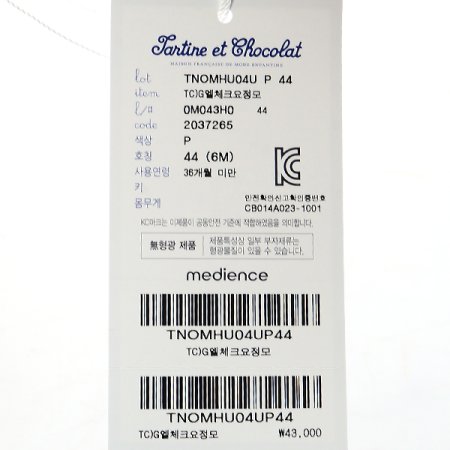 Tartine et Chocolat
MAISON FRANÇAISE DE MODE ENFANTINE
lot TNOMHU04U P 44
item TC)G엘체크요정모
l/# 0M043H0 44
code 2037265
색상 P
호칭 44 (6M)
사용연령 36개월 미만
키
몸무게
안전확인신고확인증번호
CB014A023-1001
KC마크는 이제품이 공통안전 기준에 적합하였음을 의미합니다.
無형광 제품 제품특성상 일부 부자재류는
형광물질이 있을 수 있습니다.
medience
TNOMHU04UP44
TC)G엘체크요정모
TNOMHU04UP44
TC)G엘체크요정모 ₩43,000